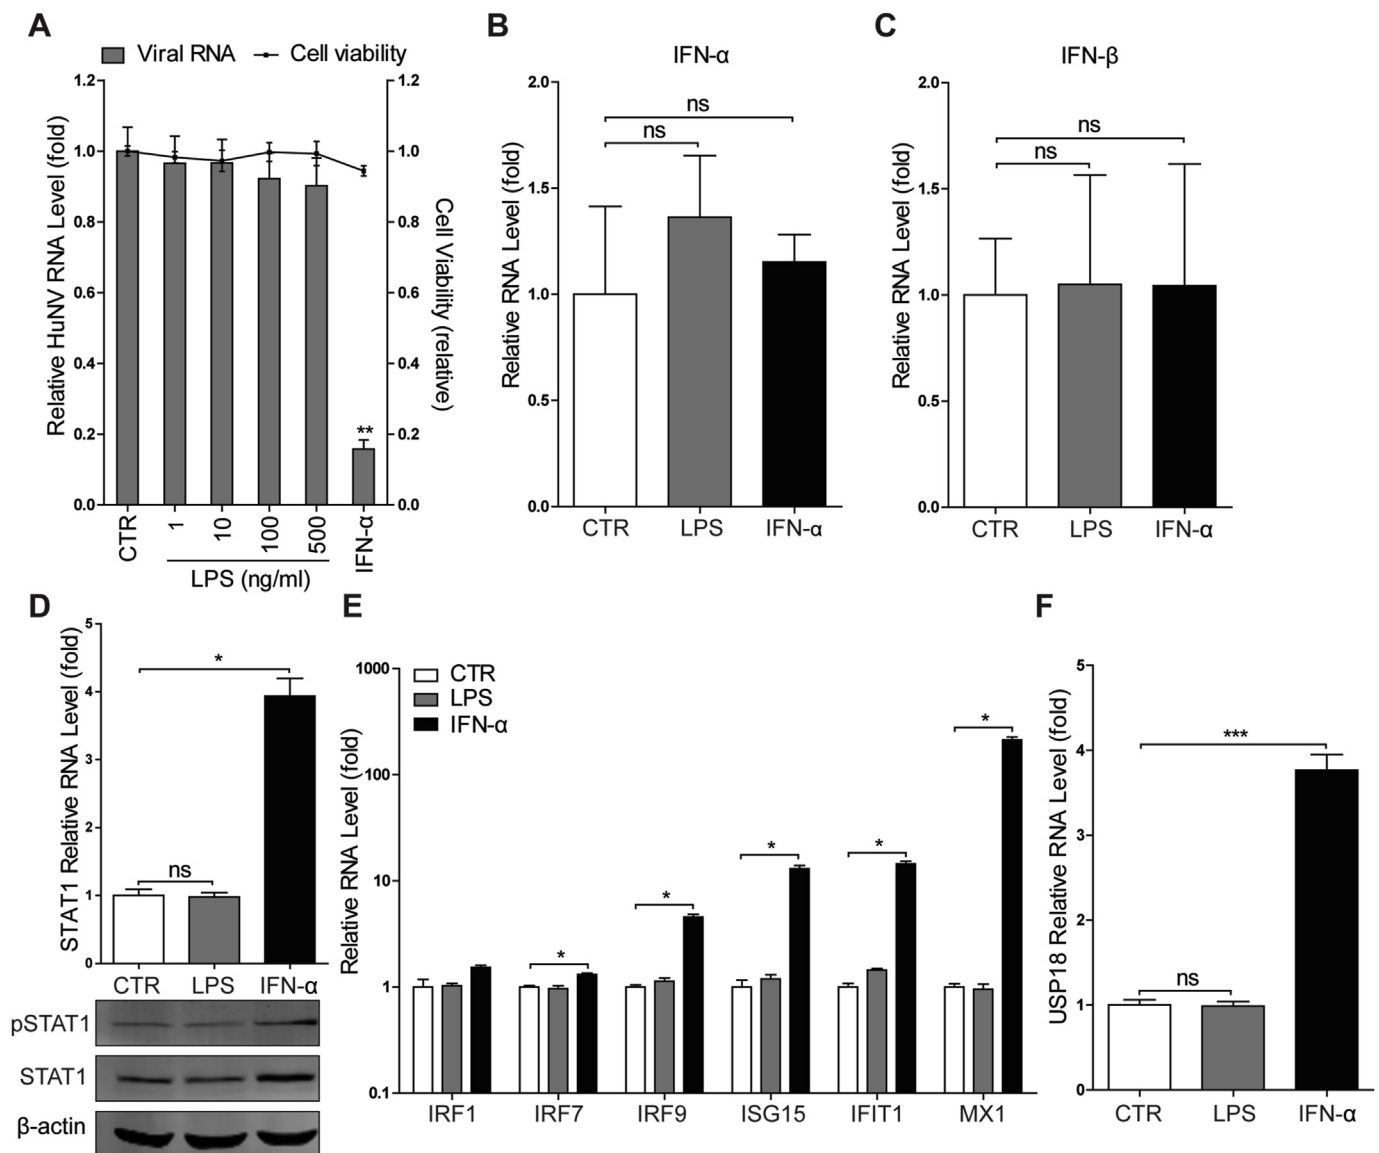 A
Viral RNA
Cell viability
Relative HuNV RNA Level (fold)
1.2
1.0
0.8
0.6
0.4
0.2
0.0
1.2
1.0
0.8
0.6
0.4
0.2
0.0
Cell Viability (relative)
**
CTR
1
10
100
500
IFN-α
LPS (ng/ml)
B
IFN-α
Relative RNA Level (fold)
2.0
1.5
1.0
0.5
0.0
ns
ns
CTR
LPS
IFN-α
C
IFN-β
Relative RNA Level (fold)
2.0
1.5
1.0
0.5
0.0
ns
ns
CTR
LPS
IFN-α
D
STAT1 Relative RNA Level (fold)
5
4
3
2
1
0
*
ns
CTR
LPS
IFN-α
pSTAT1
STAT1
β-actin
E
CTR
LPS
IFN-α
Relative RNA Level (fold)
1000
100
10
1
0.1
*
*
*
*
*
IRF1
IRF7
IRF9
ISG15
IFIT1
MX1
F
USP18 Relative RNA Level (fold)
5
4
3
2
1
0
***
ns
CTR
LPS
IFN-α